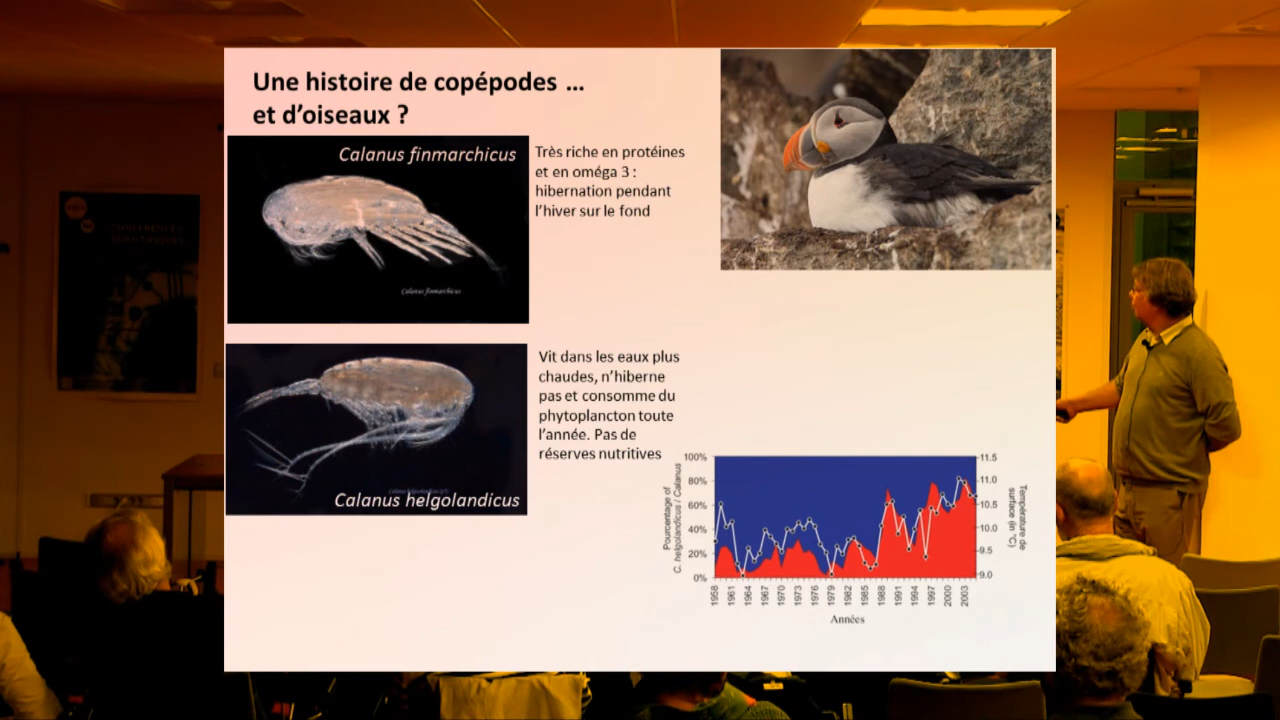 Une histoire de copépodes ...
et d'oiseaux ?
Calanus finmarchicus
Calanus finmarchicus
Très riche en protéines
et en oméga 3 :
hibernation pendant
l'hiver sur le fond
Vit dans les eaux plus
chaudes, n'hiberne
pas et consomme du
phytoplancton toute
l'année. Pas de
réserves nutritives
Calanus helgolandicus
CONFERENCES
SCIENTIFIQUES
Pourcentage of
C. helgolandicus / Calanus
100%
80%
60%
40%
20%
0%
11.5
11.0
10.5
10.0
9.5
9.0
Température de
surface (in °C)
1958 1961 1964 1967 1970 1973 1976 1979 1982 1985 1988 1991 1994 1997 2000 2003
Années